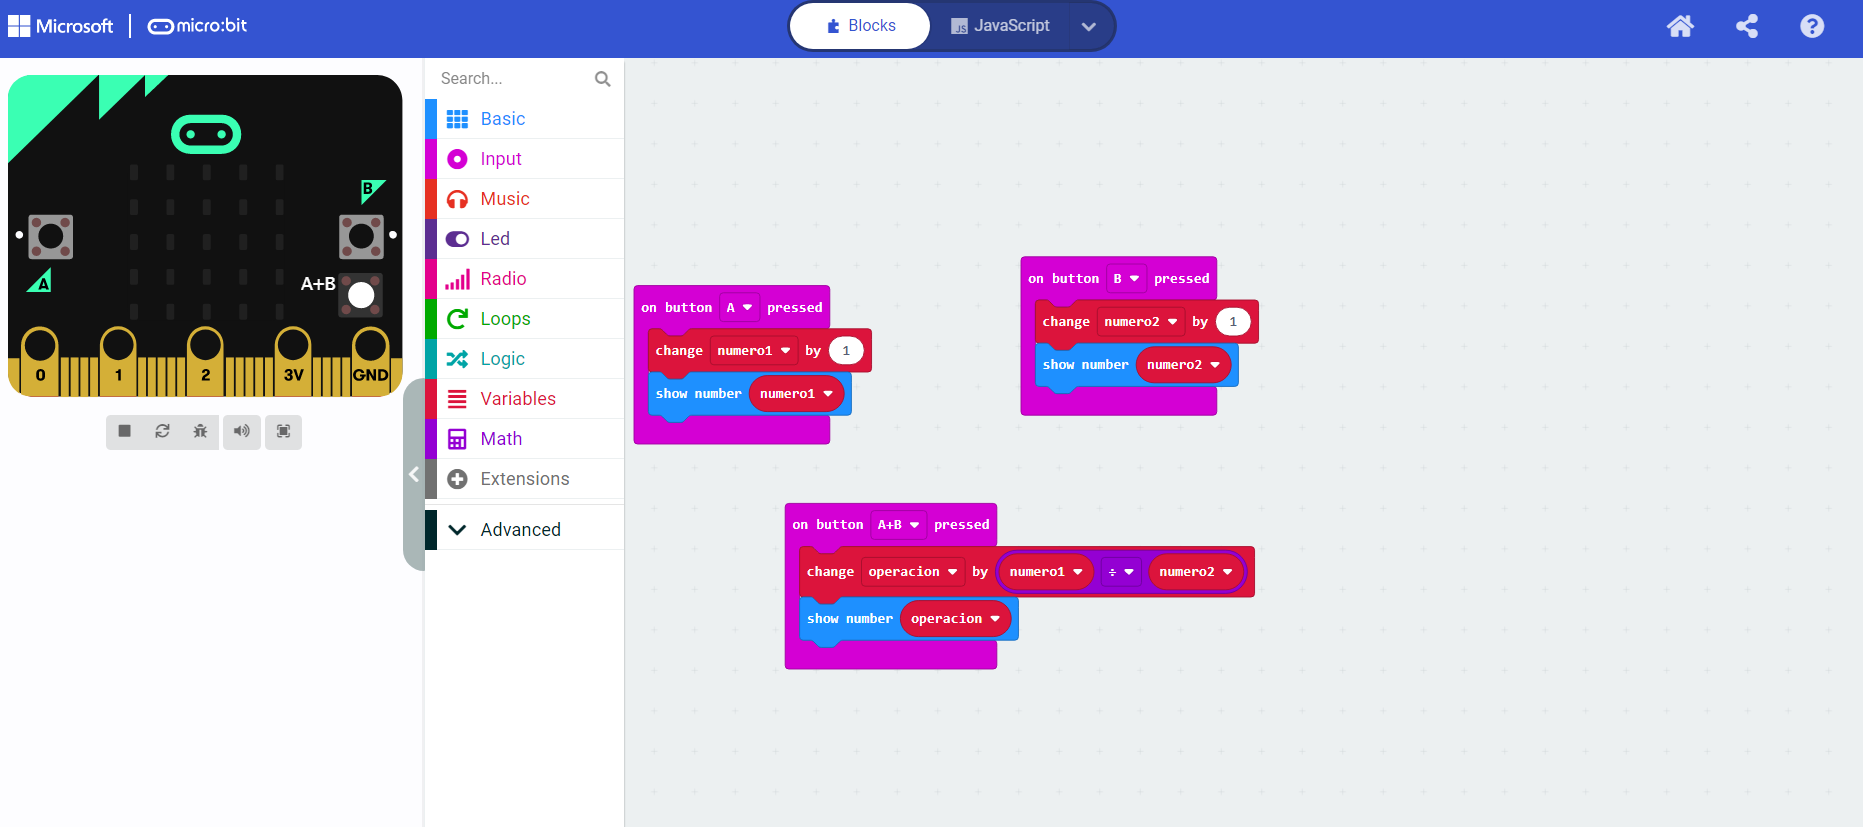 Microsoft micro:bit
Blocks
JS JavaScript
Search...
Basic
Input
Music
Led
Radio
Loops
Logic
Variables
Math
Extensions
Advanced
B
A
A+B
0 1 2 3V GND
on button A pressed
change numero1 by 1
show number numero1
on button B pressed
change numero2 by 1
show number numero2
on button A+B pressed
change operacion by numero1 ÷ numero2
show number operacion